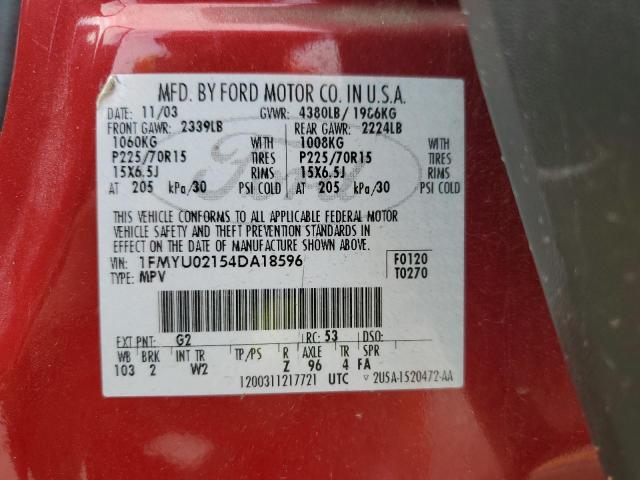 MFD. BY FORD MOTOR CO. IN U.S.A.
DATE: 11/03 GVWR: 4380LB/ 1986KG
FRONT GAWR: 2339LB REAR GAWR: 2224LB
1060KG WITH 1008KG WITH
P225/70R15 TIRES P225/70R15 TIRES
15X6.5J RIMS 15X6.5J RIMS
AT 205 kPa/30 PSI COLD AT 205 kPa/30 PSI COLD
Ford
THIS VEHICLE CONFORMS TO ALL APPLICABLE FEDERAL MOTOR
VEHICLE SAFETY AND THEFT PREVENTION STANDARDS IN
EFFECT ON THE DATE OF MANUFACTURE SHOWN ABOVE.
VIN: 1FMYU02154DA18596 F0120
TYPE: MPV T0270
EXT PNT: G2 RC: 53 DSO:
WB BRK INT TR TP/PS R AXLE TR SPR
103 2 W2 Z 96 4 FA
1200311217721 UTC 2USA-1520472-AA